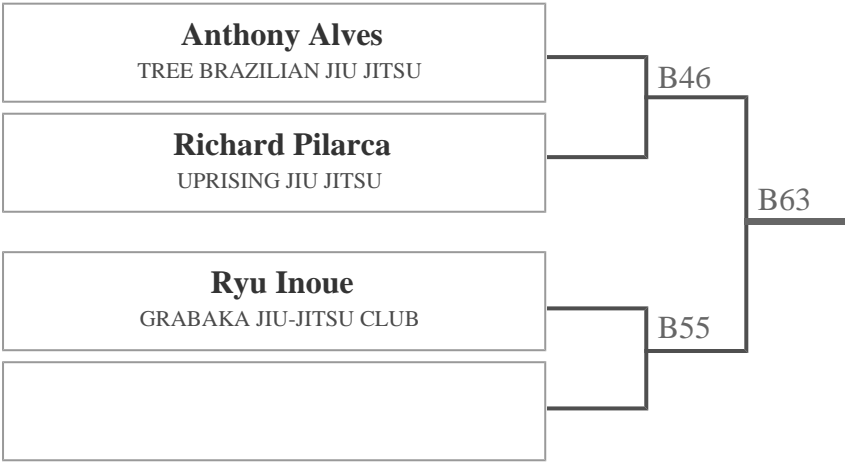 Anthony Alves
TREE BRAZILIAN JIU JITSU
B46
Richard Pilarca
UPRISING JIU JITSU
B63
Ryu Inoue
GRABAKA JIU-JITSU CLUB
B55